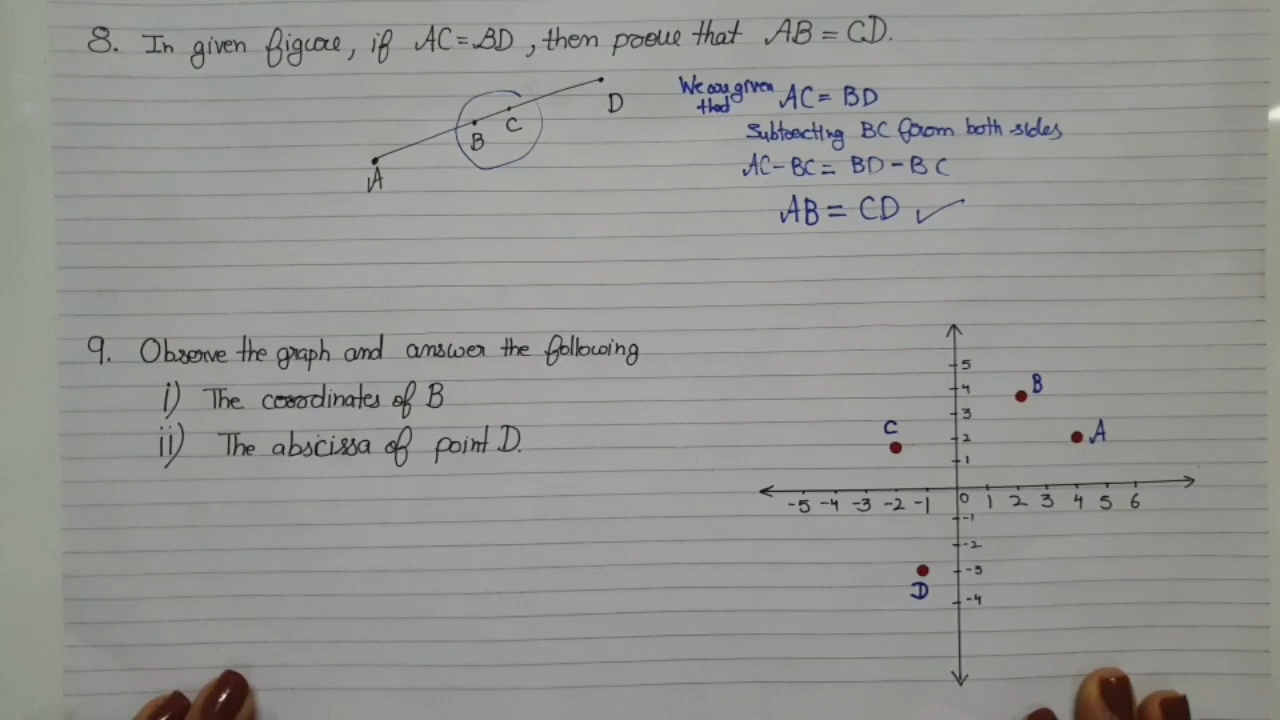 8. In given figure, if AC = BD, then prove that AB = CD.
A B C D
We are given that AC = BD
Subtracting BC from both sides
AC - BC = BD - BC
AB = CD ✓
9. Observe the graph and answer the following
i) The coordinates of B
ii) The abscissa of point D.
5
4 B
3
C 2 A
1
-5 -4 -3 -2 -1 0 1 2 3 4 5 6
-1
-2
-3
D -4